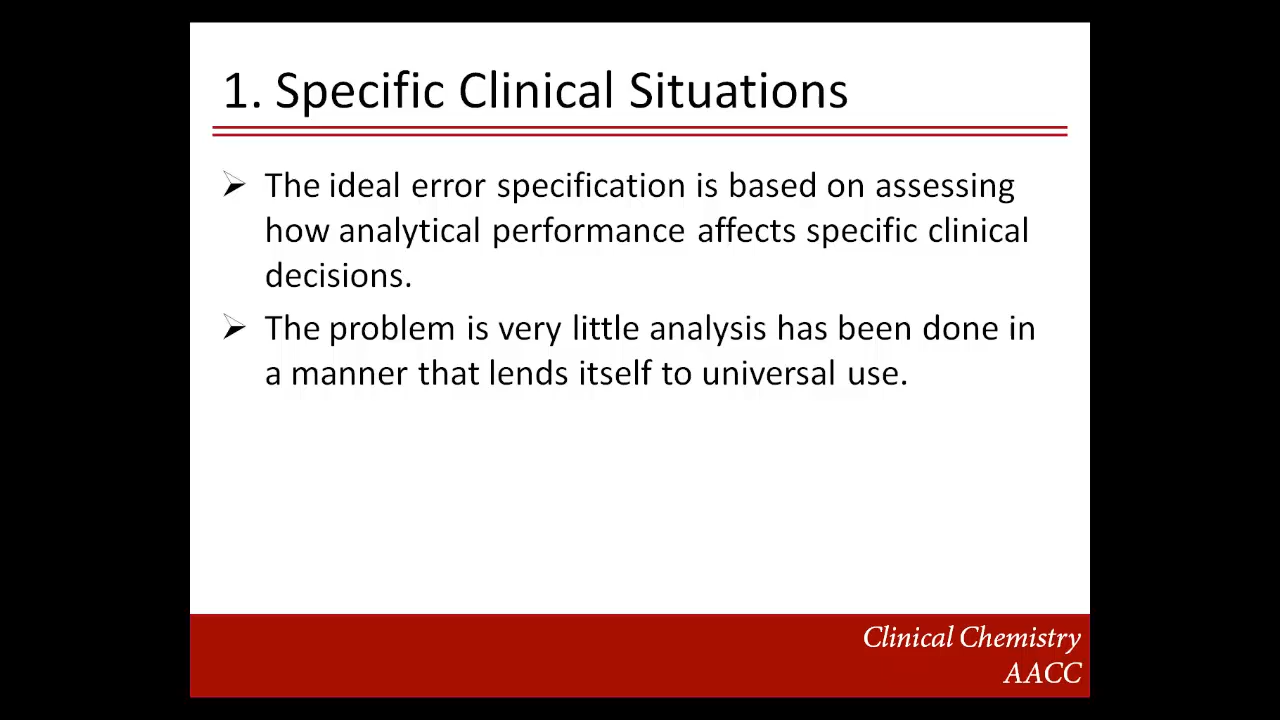 1. Specific Clinical Situations
The ideal error specification is based on assessing
how analytical performance affects specific clinical
decisions.
The problem is very little analysis has been done in
a manner that lends itself to universal use.
Clinical Chemistry
AACC